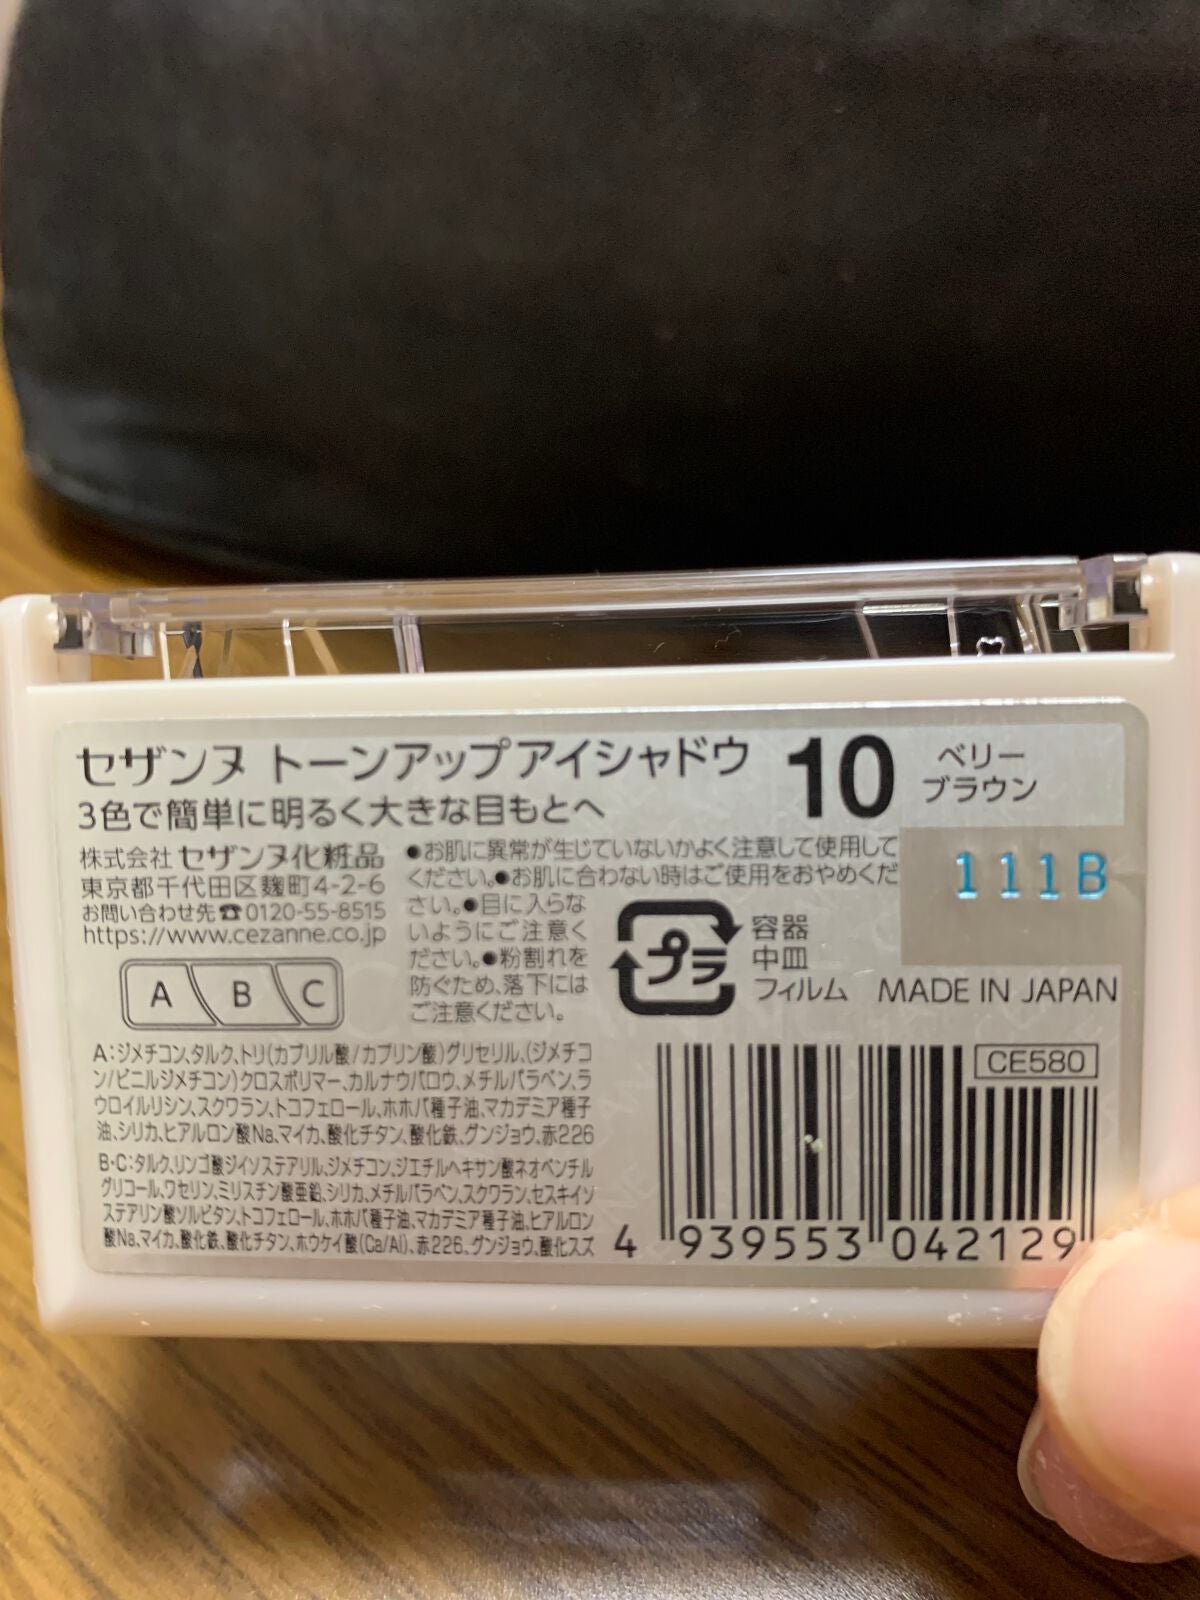 セザンヌ トーンアップアイシャドウ 10 ベリー
ブラウン
3色で簡単に明るく大きな目もとへ
株式会社 セザンヌ化粧品
東京都千代田区麹町4-2-6
お問い合わせ先☎0120-55-8515
https://www.cezanne.co.jp
A B C
●お肌に異常が生じていないかよく注意して使用して
ください。●お肌に合わない時はご使用をおやめくだ
さい。●目に入らな
いようにご注意く
ださい。●粉割れを
防ぐため、落下には
ご注意ください。
111B
プラ
容器
中皿
フィルム
MADE IN JAPAN
A:ジメチコン、タルク、トリ(カプリル酸/カプリン酸)グリセリル、(ジメチコ
ン/ビニルジメチコン)クロスポリマー、カルナウバロウ、メチルパラベン、ラ
ウロイルリシン、スクワラン、トコフェロール、ホホバ種子油、マカデミア種子
油、シリカ、ヒアルロン酸Na、マイカ、酸化チタン、酸化鉄、グンジョウ、赤226
B・C:タルク、リンゴ酸ジイソステアリル、ジメチコン、ジエチルヘキサン酸ネオペンチル
グリコール、ワセリン、ミリスチン酸亜鉛、シリカ、メチルパラベン、スクワラン、セスキイソ
ステアリン酸ソルビタン、トコフェロール、ホホバ種子油、マカデミア種子油、ヒアルロン
酸Na、マイカ、酸化鉄、酸化チタン、ホウケイ酸(Ca/Al)、赤226、グンジョウ、酸化スズ
CE580
4 939553 042129